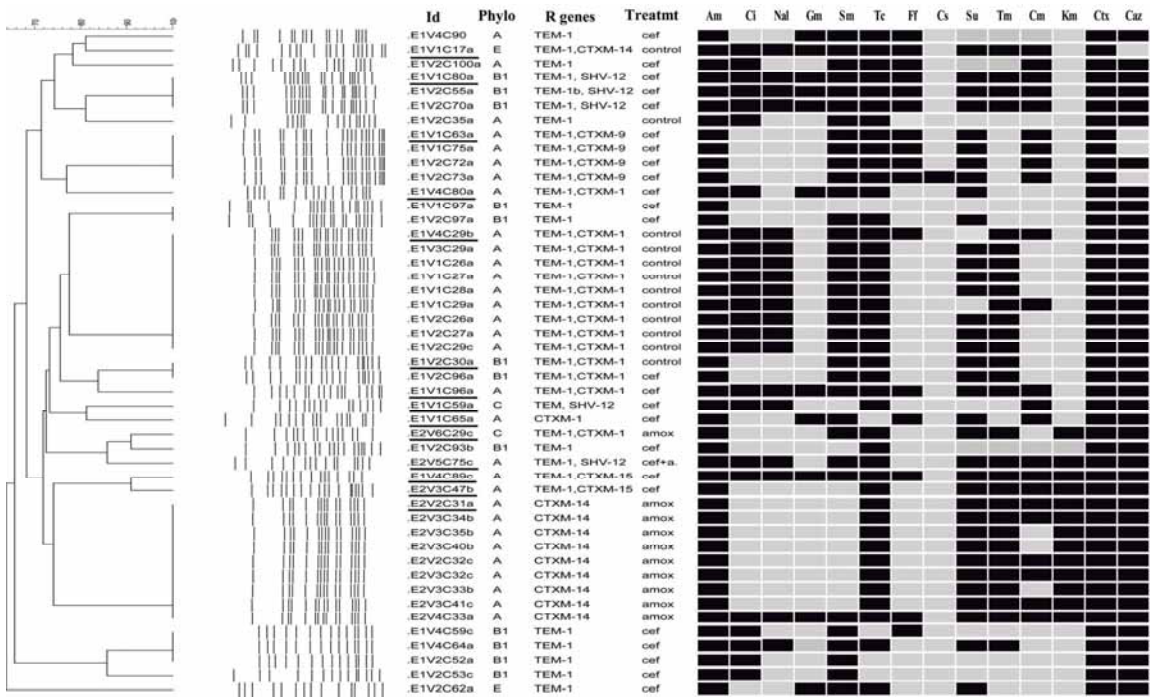 Id Phylo R genes Treatmt Am Ci Nal Gm Sm Tc Ff Cs Su Tm Cm Km Ctx Caz
.E1V4C90 A TEM-1 cef
.E1V1C17a E TEM-1,CTXM-14 control
.E1V2C100a A TEM-1 cef
.E1V1C80a B1 TEM-1, SHV-12 cef
.E1V2C55a B1 TEM-1b, SHV-12 cef
.E1V2C70a B1 TEM-1, SHV-12 cef
.E1V2C35a A TEM-1 control
.E1V1C63a A TEM-1,CTXM-9 cef
.E1V1C75a A TEM-1,CTXM-9 cef
.E1V2C72a A TEM-1,CTXM-9 cef
.E1V2C73a A TEM-1,CTXM-9 cef
.E1V4C80a A TEM-1,CTXM-1 cef
.E1V1C97a B1 TEM-1 cef
.E1V2C97a B1 TEM-1 cef
.E1V4C29b A TEM-1,CTXM-1 control
.E1V3C29a A TEM-1,CTXM-1 control
.E1V1C26a A TEM-1,CTXM-1 control
.E1V1C27a A TEM-1,CTXM-1 control
.E1V1C28a A TEM-1,CTXM-1 control
.E1V1C29a A TEM-1,CTXM-1 control
.E1V2C26a A TEM-1,CTXM-1 control
.E1V2C27a A TEM-1,CTXM-1 control
.E1V2C29c A TEM-1,CTXM-1 control
.E1V2C30a B1 TEM-1,CTXM-1 control
.E1V2C96a B1 TEM-1,CTXM-1 cef
.E1V1C96a A TEM-1,CTXM-1 cef
.E1V1C59a C TEM, SHV-12 cef
.E1V1C65a A CTXM-1 cef
.E2V6C29c C TEM-1,CTXM-1 amox
.E1V2C93b B1 TEM-1 cef
.E2V5C75c A TEM-1, SHV-12 cef+a.
.E1V4C89c A TEM-1,CTXM-15 cef
.E2V3C47b A TEM-1,CTXM-15 cef
.E2V2C31a A CTXM-14 amox
.E2V3C34b A CTXM-14 amox
.E2V3C35b A CTXM-14 amox
.E2V3C40b A CTXM-14 amox
.E2V2C32c A CTXM-14 amox
.E2V3C32c A CTXM-14 amox
.E2V3C33b A CTXM-14 amox
.E2V3C41c A CTXM-14 amox
.E2V4C33a A CTXM-14 amox
.E1V4C59c B1 TEM-1 cef
.E1V4C64a B1 TEM-1 cef
.E1V2C52a B1 TEM-1 cef
.E1V2C53c B1 TEM-1 cef
.E1V2C62a E TEM-1 cef